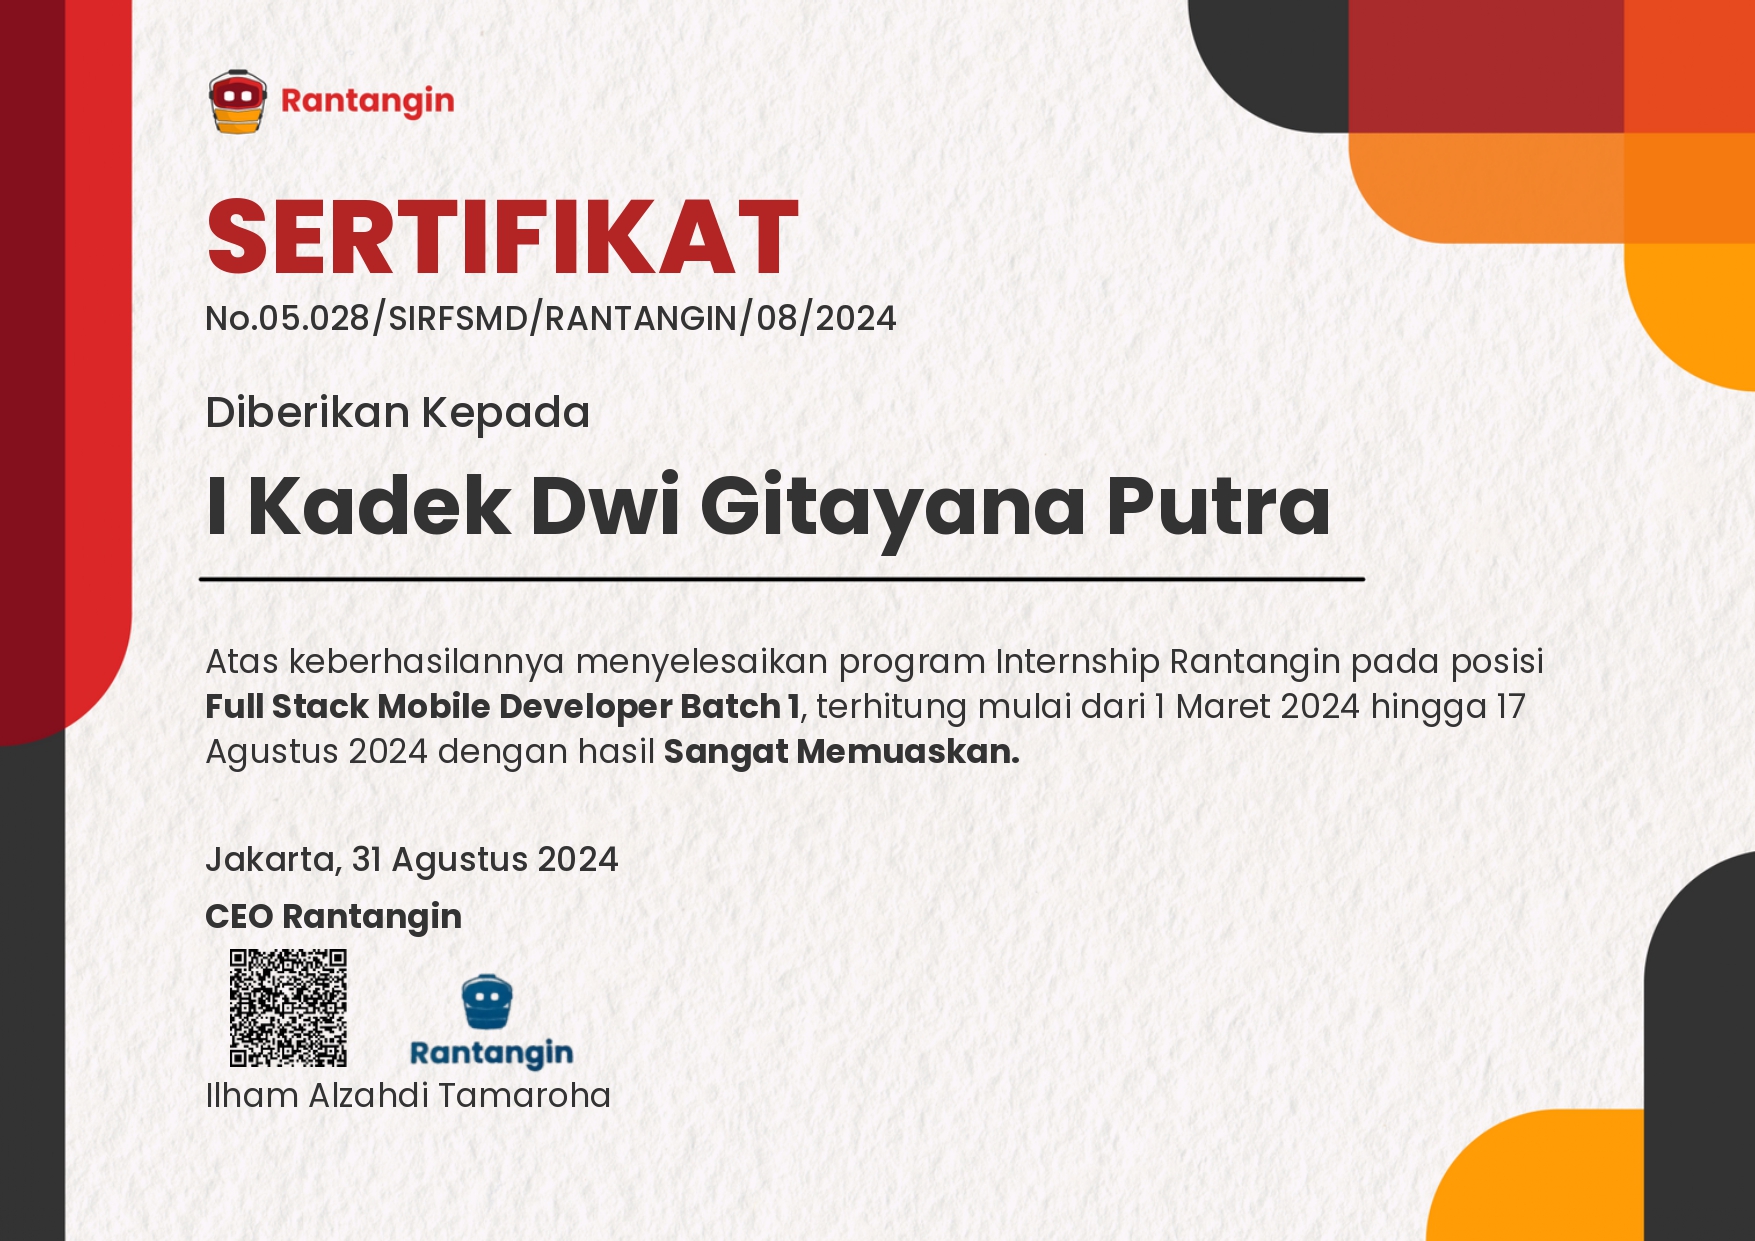 Rantangin
SERTIFIKAT
No.05.028/SIRFSMD/RANTANGIN/08/2024
Diberikan Kepada
I Kadek Dwi Gitayana Putra
Atas keberhasilannya menyelesaikan program Internship Rantangin pada posisi
Full Stack Mobile Developer Batch 1, terhitung mulai dari 1 Maret 2024 hingga 17
Agustus 2024 dengan hasil Sangat Memuaskan.
Jakarta, 31 Agustus 2024
CEO Rantangin
Rantangin
Ilham Alzahdi Tamaroha